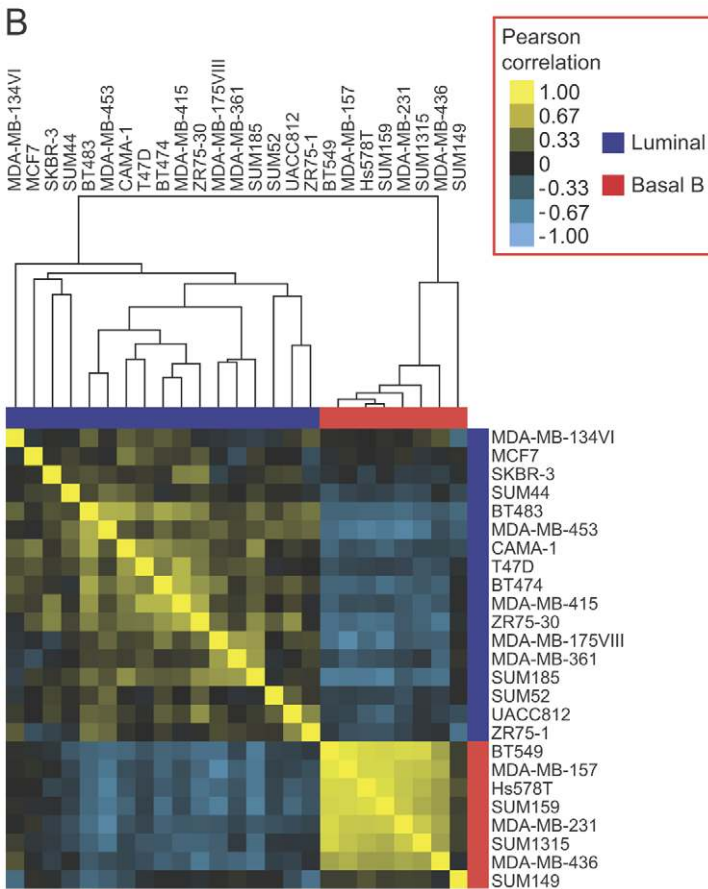 B
Pearson
correlation
1.00
0.67
0.33
0
-0.33
-0.67
-1.00
Luminal
Basal B
MDA-MB-134VI
MCF7
SKBR-3
SUM44
BT483
MDA-MB-453
CAMA-1
T47D
BT474
MDA-MB-415
ZR75-30
MDA-MB-175VIII
MDA-MB-361
SUM185
SUM52
UACC812
ZR75-1
BT549
MDA-MB-157
Hs578T
SUM159
MDA-MB-231
SUM1315
MDA-MB-436
SUM149
MDA-MB-134VI
MCF7
SKBR-3
SUM44
BT483
MDA-MB-453
CAMA-1
T47D
BT474
MDA-MB-415
ZR75-30
MDA-MB-175VIII
MDA-MB-361
SUM185
SUM52
UACC812
ZR75-1
BT549
MDA-MB-157
Hs578T
SUM159
MDA-MB-231
SUM1315
MDA-MB-436
SUM149